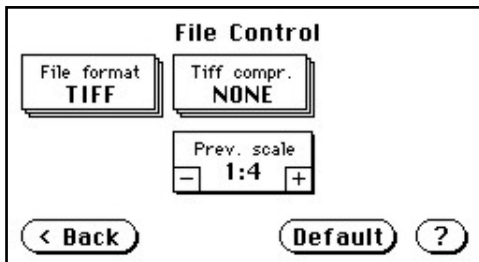 File Control
File format Tiff compr.
TIFF NONE
Prev. scale
− 1:4 +
< Back Default ?